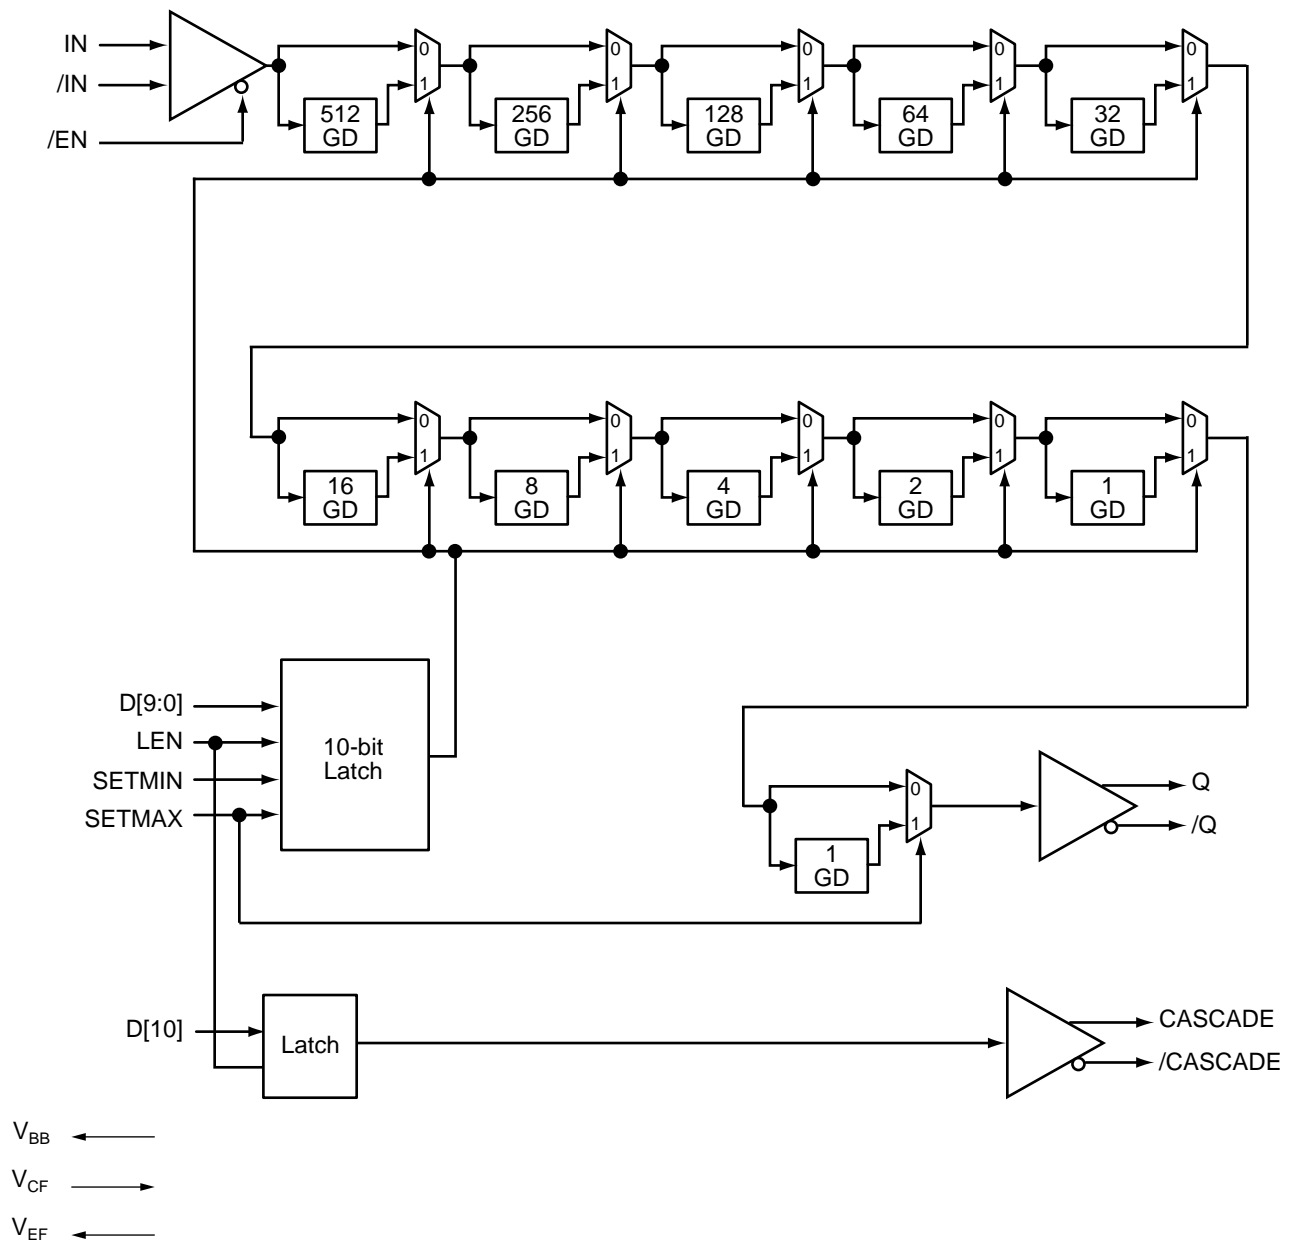 IN
/IN
/EN
0
1
512
GD
0
1
256
GD
0
1
128
GD
0
1
64
GD
0
1
32
GD
0
1
16
GD
0
1
8
GD
0
1
4
GD
0
1
2
GD
0
1
1
GD
D[9:0]
LEN
SETMIN
SETMAX
10-bit
Latch
0
1
1
GD
Q
/Q
D[10]
Latch
CASCADE
/CASCADE
VBB
VCF
VEF